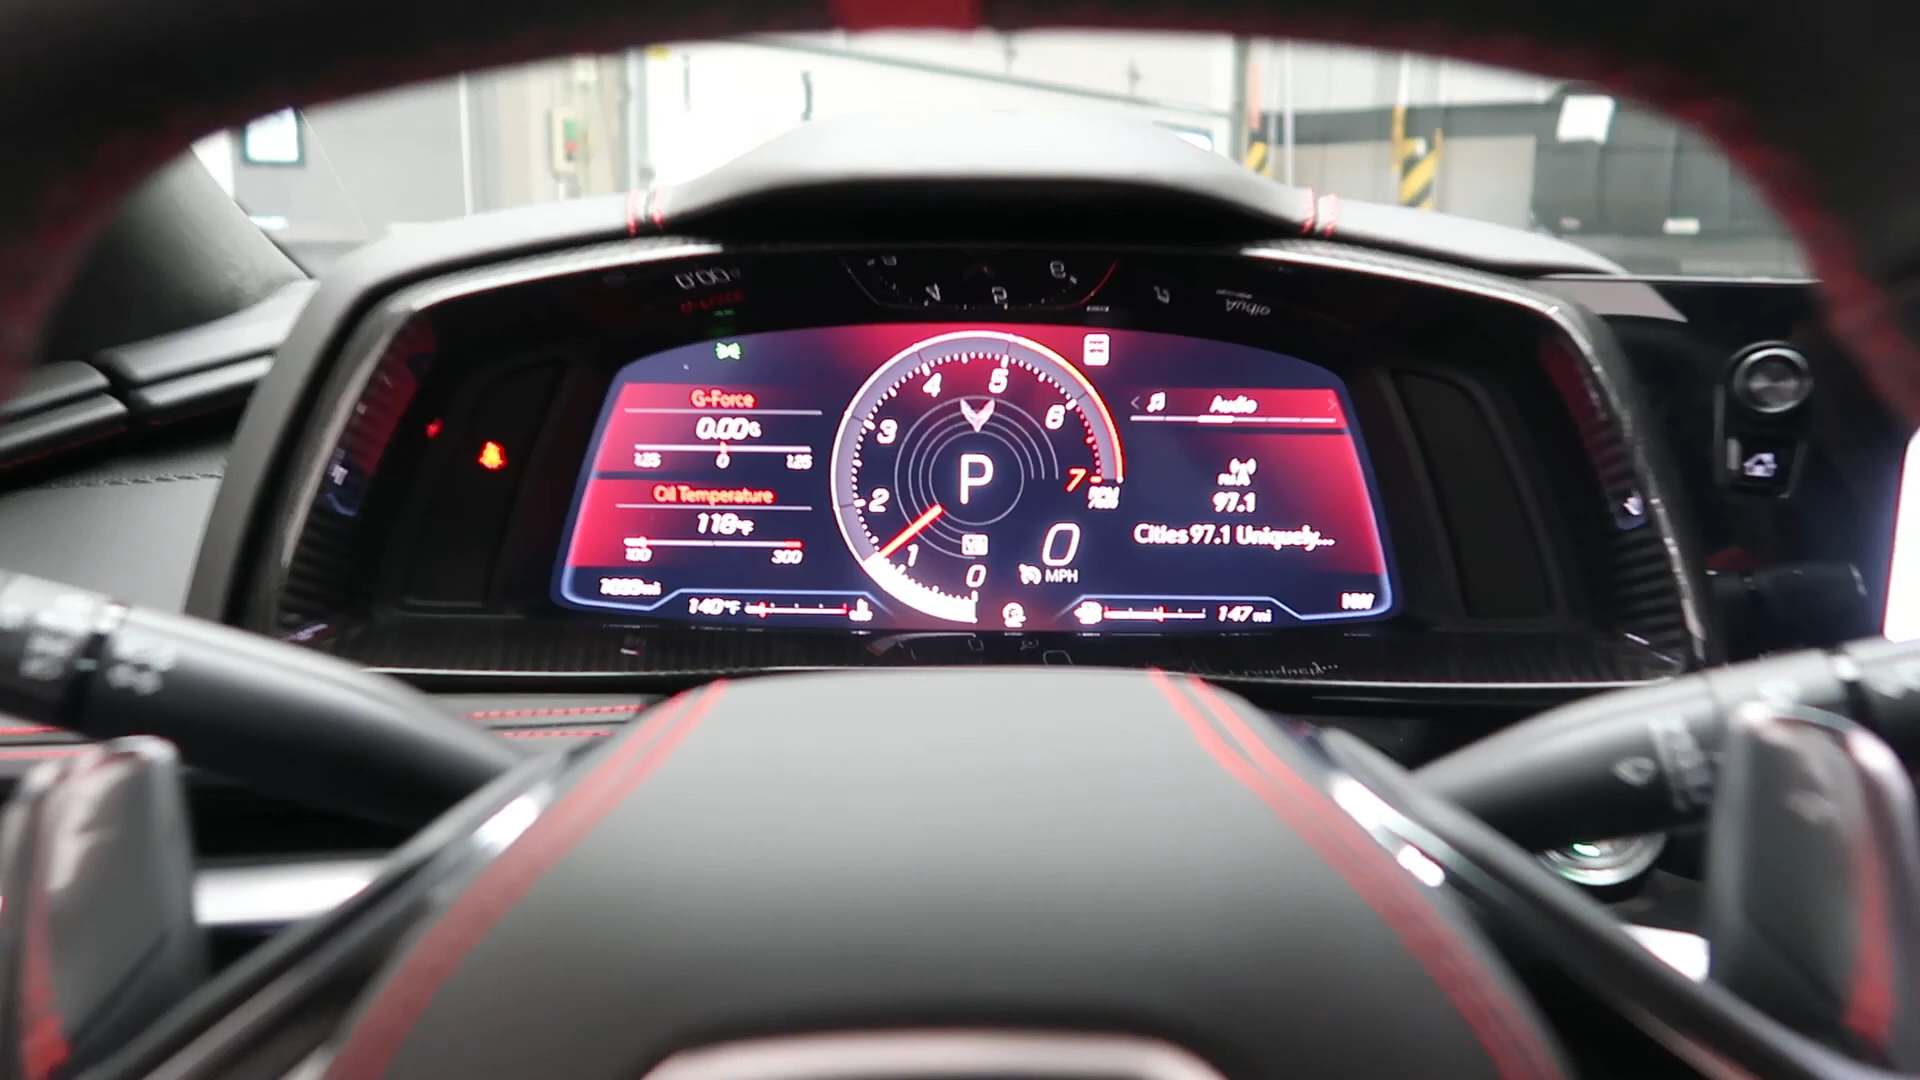 G-Force
0.00G
1.25 0 1.25
Oil Temperature
118°F
100 300
140°F
0
1
2
3
4
5
6
7
P
V8
0
MPH
Audio
97.1
Cities 97.1 Uniquely...
147 mi
NW